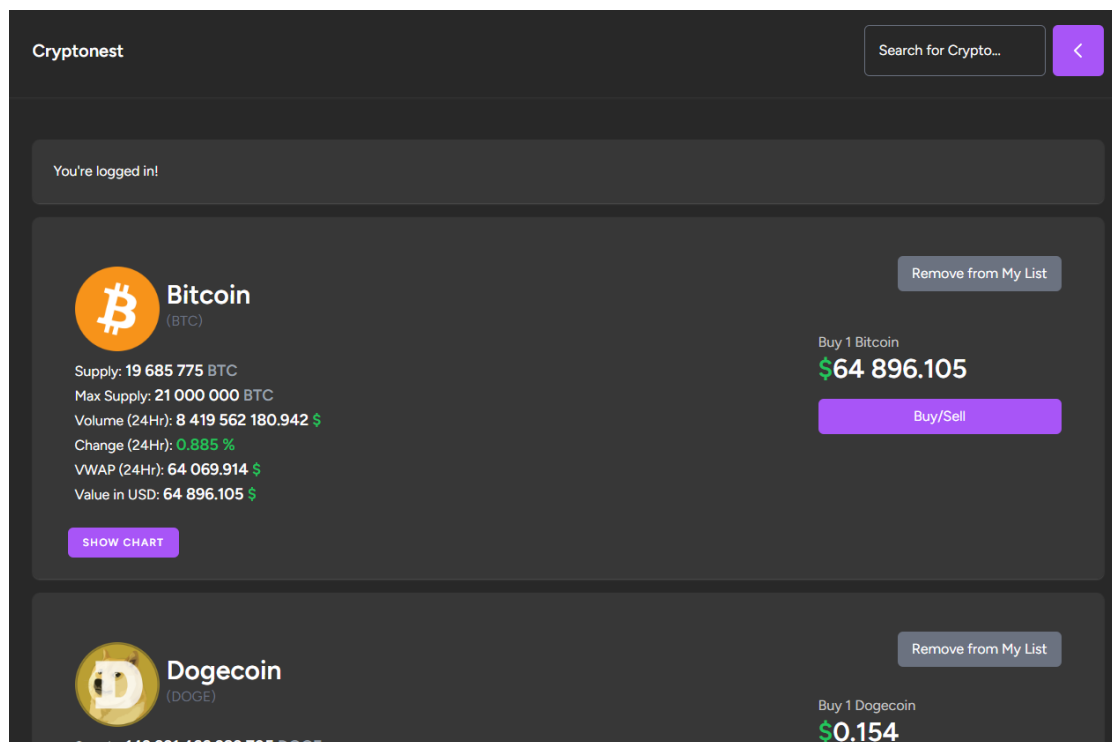 Cryptonest
Search for Crypto...
You're logged in!
Bitcoin
(BTC)
Supply: 19 685 775 BTC
Max Supply: 21 000 000 BTC
Volume (24Hr): 8 419 562 180.942 $
Change (24Hr): 0.885 %
VWAP (24Hr): 64 069.914 $
Value in USD: 64 896.105 $
SHOW CHART
Remove from My List
Buy 1 Bitcoin
$64 896.105
Buy/Sell
Dogecoin
(DOGE)
Remove from My List
Buy 1 Dogecoin
$0.154